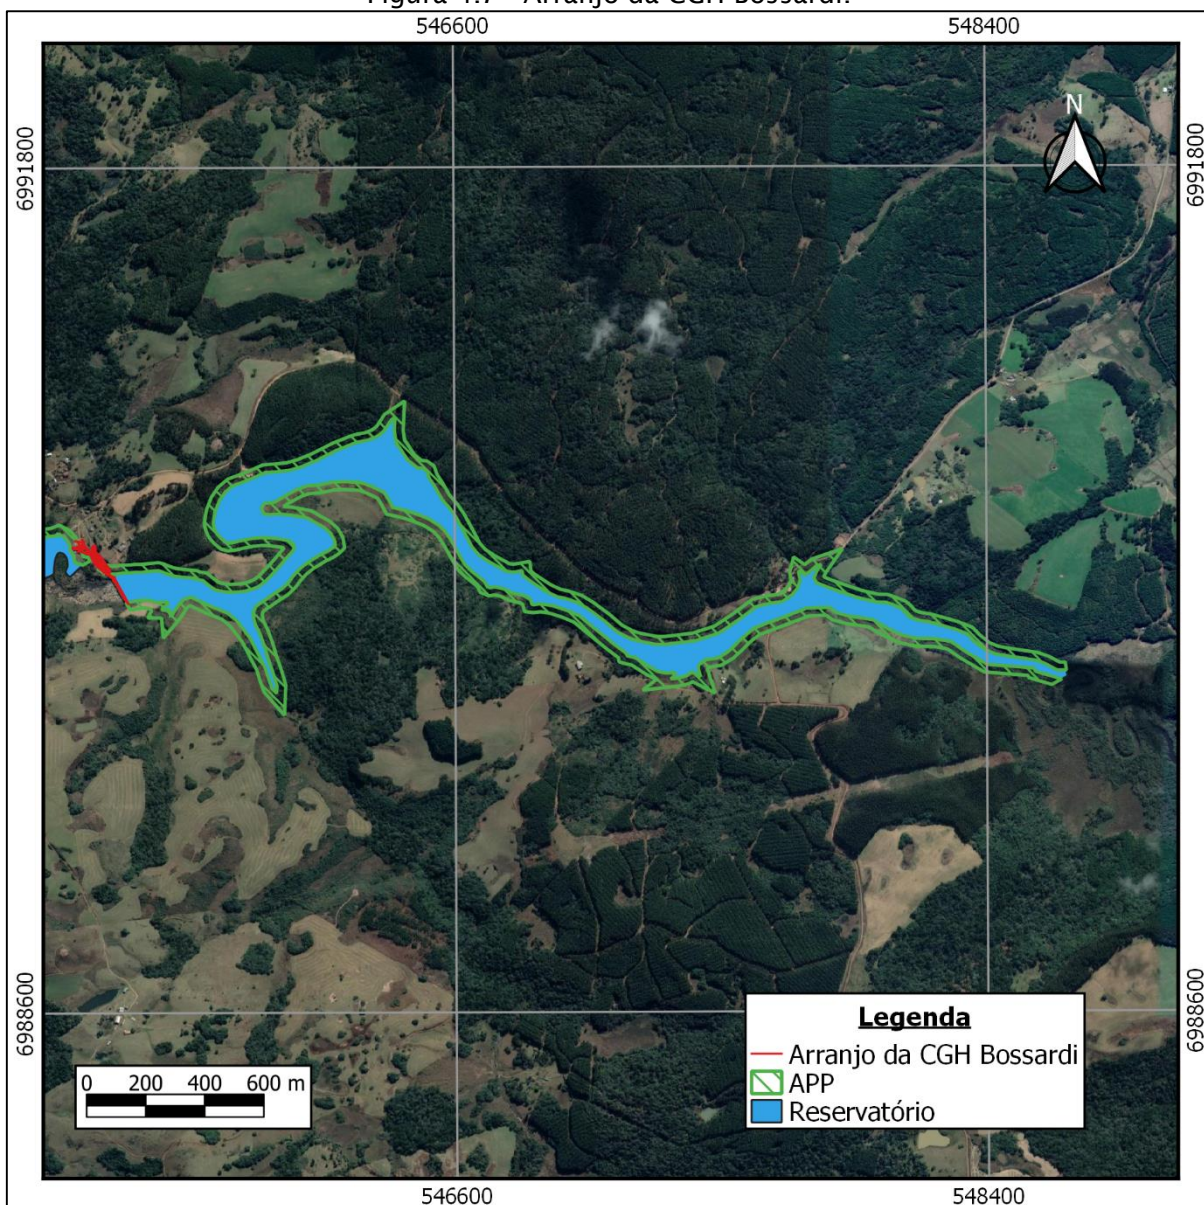 Figura 4.7 - Arranjo da CGH Bossardi.
546600 548400
N
6991800 6991800
6988600 6988600
Legenda
Arranjo da CGH Bossardi
APP
Reservatório
0 200 400 600 m
546600 548400